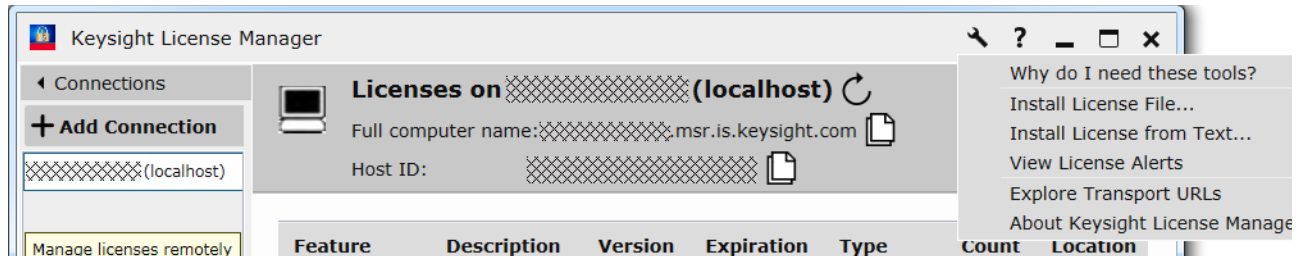 Keysight License Manager
?
Connections
Add Connection
(localhost)
Manage licenses remotely
Licenses on (localhost)
Full computer name: .msr.is.keysight.com
Host ID:
Feature Description Version Expiration Type Count Location
Why do I need these tools?
Install License File...
Install License from Text...
View License Alerts
Explore Transport URLs
About Keysight License Manage